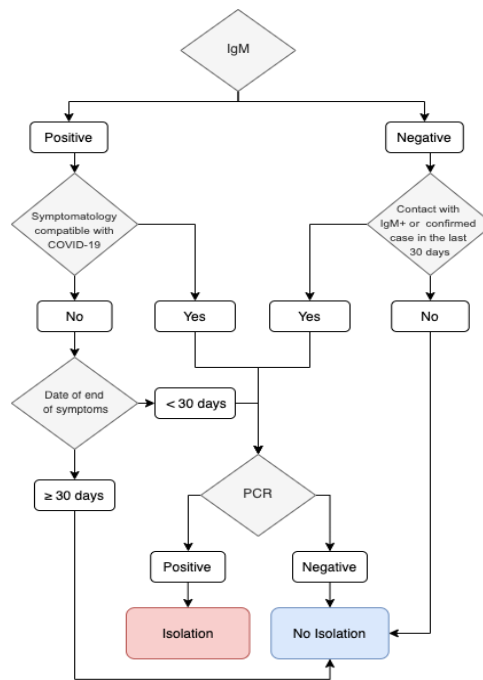 IgM
Positive
Negative
Symptomatology
compatible with
COVID-19
Contact with
IgM+ or confirmed
case in the last
30 days
No
Yes
Yes
No
Date of end
of symptoms
< 30 days
≥ 30 days
PCR
Positive
Negative
Isolation
No Isolation